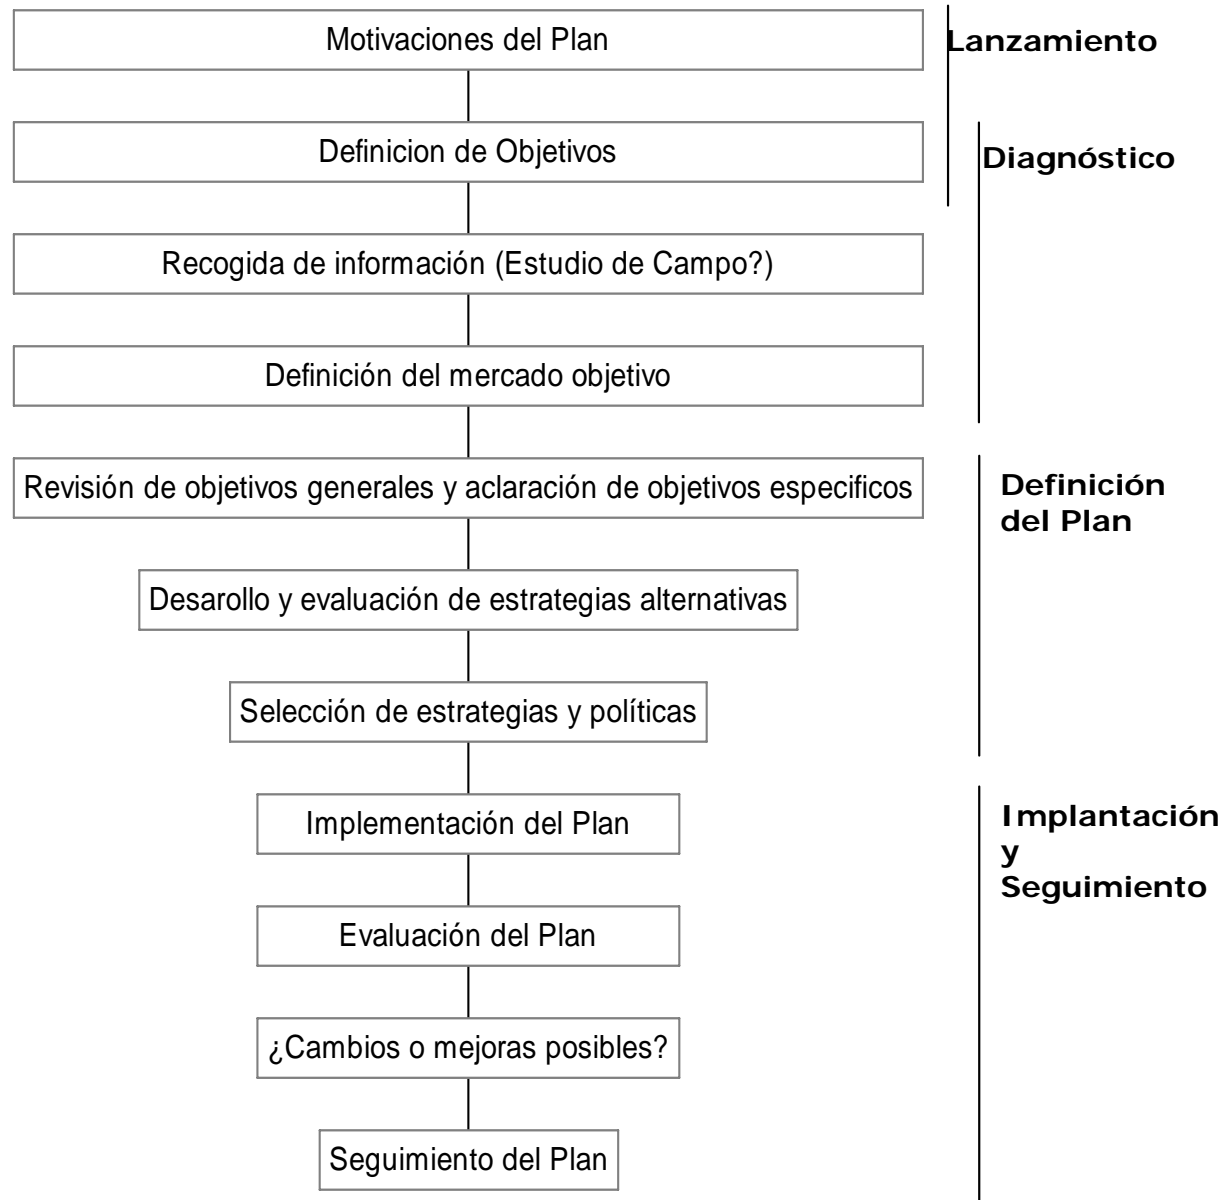 Motivaciones del Plan
Lanzamiento
Definicion de Objetivos
Diagnóstico
Recogida de información (Estudio de Campo?)
Definición del mercado objetivo
Revisión de objetivos generales y aclaración de objetivos especificos
Definición
del Plan
Desarollo y evaluación de estrategias alternativas
Selección de estrategias y políticas
Implementación del Plan
Implantación
y
Seguimiento
Evaluación del Plan
¿Cambios o mejoras posibles?
Seguimiento del Plan